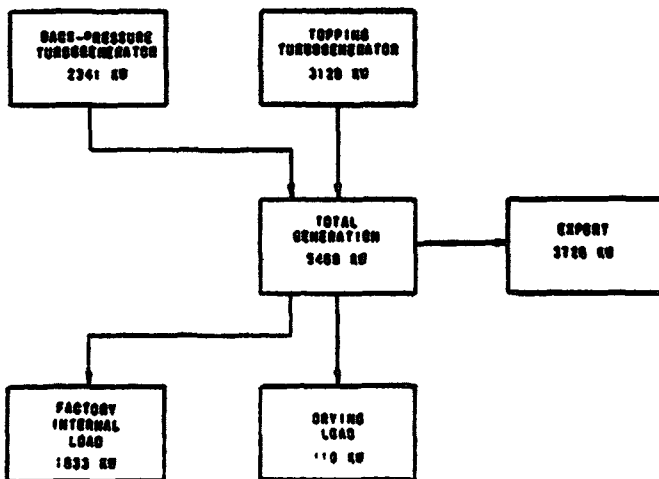 BACK-PRESSURE
TURBOGENERATOR
2341 KW
TOPPING
TURBOGENERATOR
3128 KW
TOTAL
GENERATION
5469 KW
EXPORT
3726 KW
FACTORY
INTERNAL
LOAD
1633 KW
DRYING
LOAD
110 KW